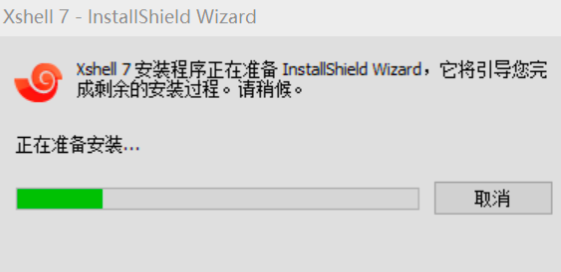 Xshell 7 - InstallShield Wizard
Xshell 7 安装程序正在准备 InstallShield Wizard，它将引导您完
成剩余的安装过程。请稍候。
正在准备安装...
取消